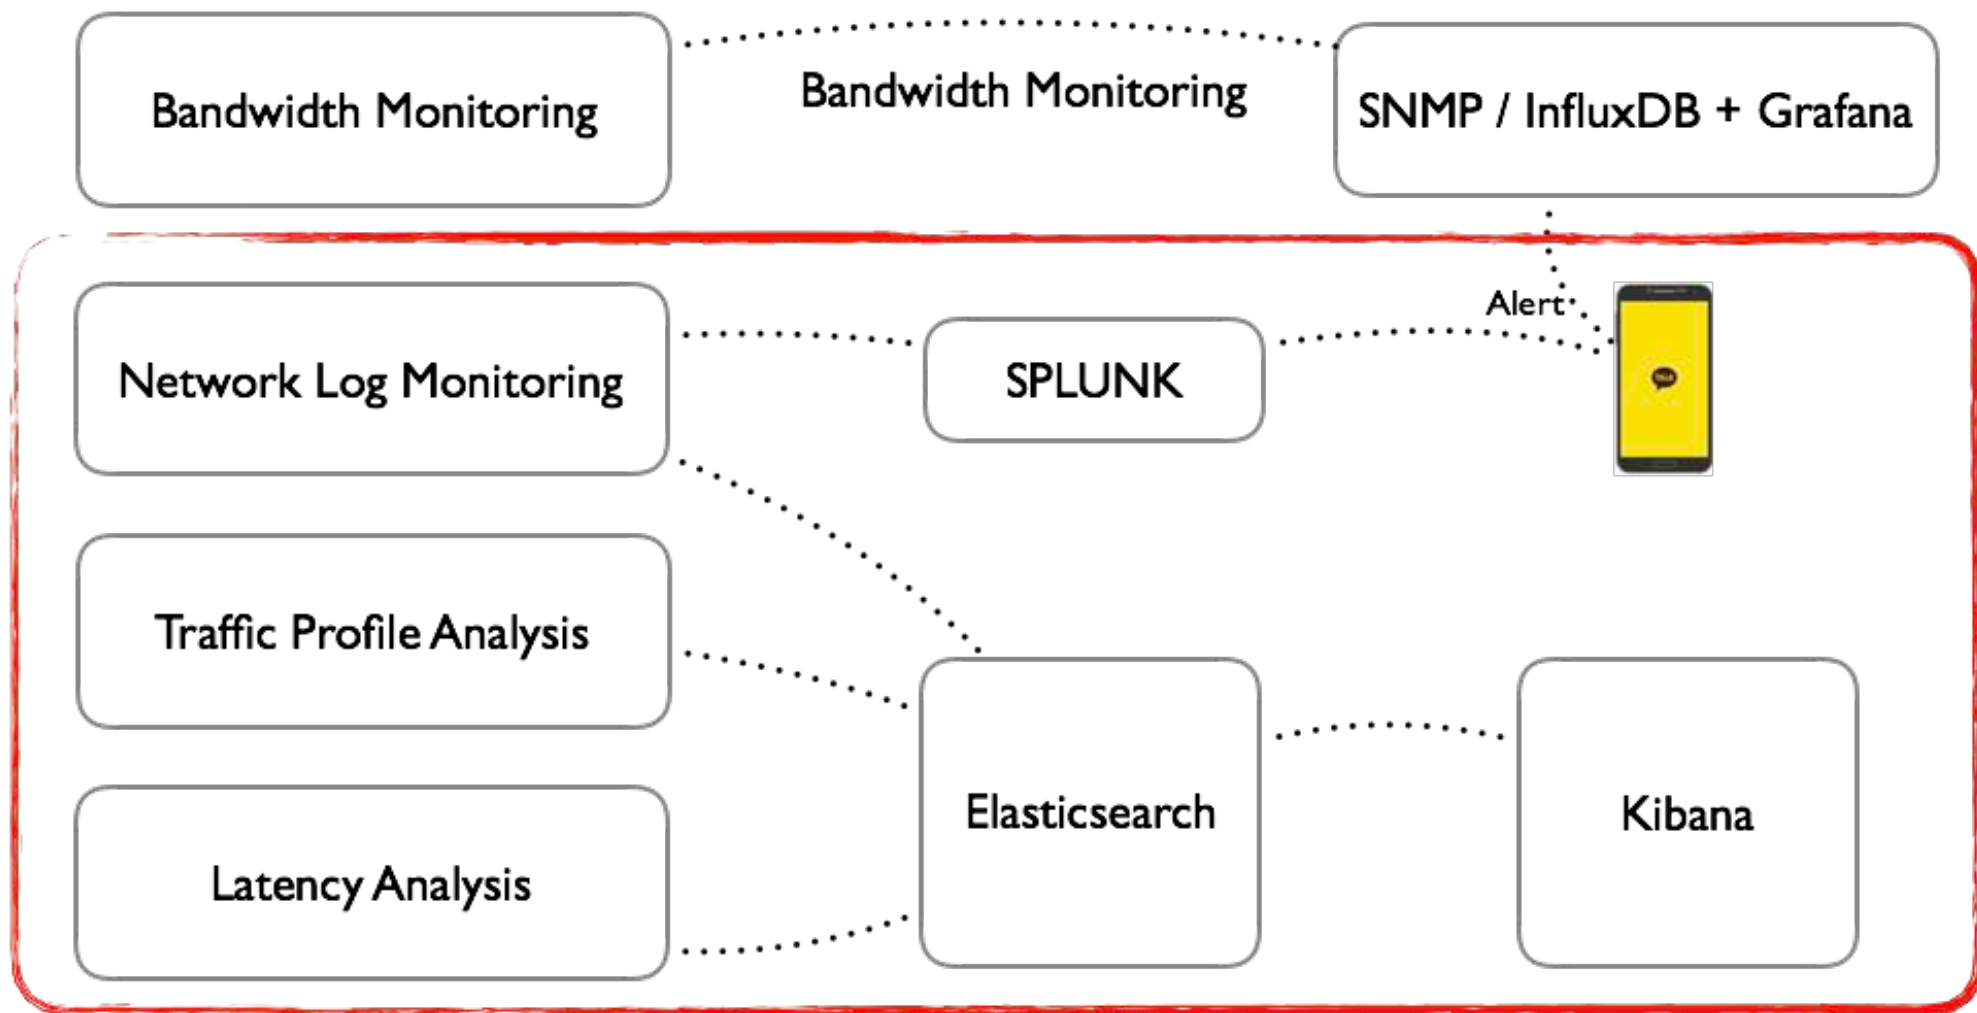 Bandwidth Monitoring
Bandwidth Monitoring
SNMP / InfluxDB + Grafana
Alert
Network Log Monitoring
SPLUNK
Traffic Profile Analysis
Elasticsearch
Kibana
Latency Analysis